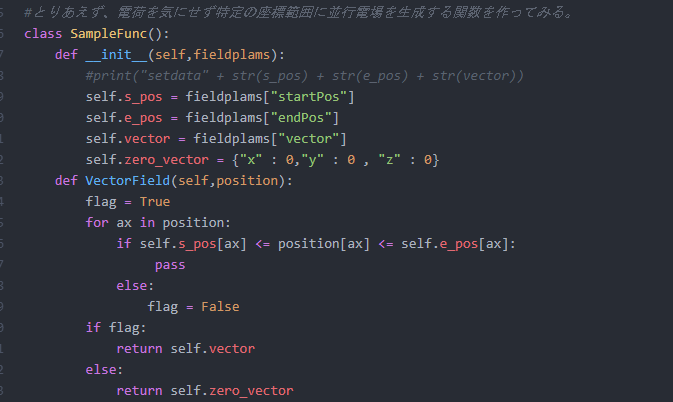 #とりあえず、電荷を気にせず特定の座標範囲に並行電場を生成する関数を作ってみる。
class SampleFunc():
    def __init__(self,fieldplams):
        #print("setdata" + str(s_pos) + str(e_pos) + str(vector))
        self.s_pos = fieldplams["startPos"]
        self.e_pos = fieldplams["endPos"]
        self.vector = fieldplams["vector"]
        self.zero_vector = {"x" : 0,"y" : 0 , "z" : 0}
    def VectorField(self,position):
        flag = True
        for ax in position:
            if self.s_pos[ax] <= position[ax] <= self.e_pos[ax]:
                 pass
            else:
                flag = False
        if flag:
            return self.vector
        else:
            return self.zero_vector